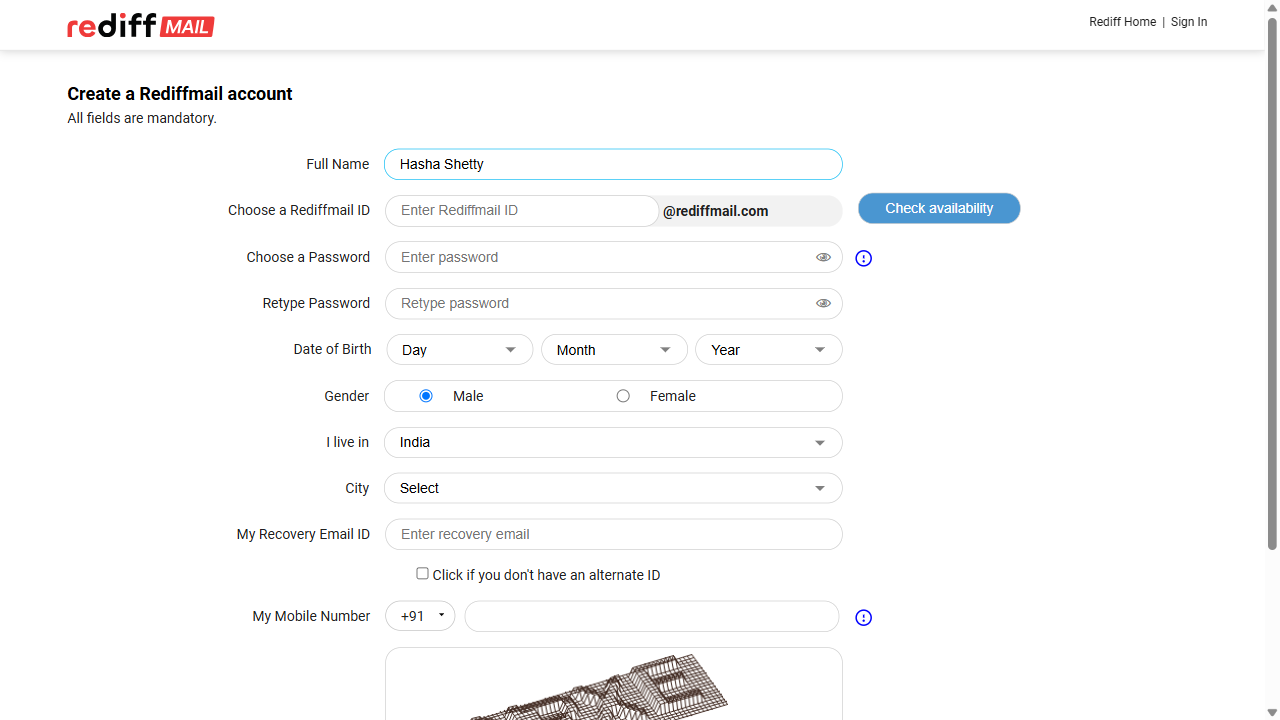 rediff MAIL
Rediff Home | Sign In
Create a Rediffmail account
All fields are mandatory.
Full Name Hasha Shetty
Choose a Rediffmail ID Enter Rediffmail ID @rediffmail.com Check availability
Choose a Password Enter password
Retype Password Retype password
Date of Birth Day Month Year
Gender Male Female
I live in India
City Select
My Recovery Email ID Enter recovery email
Click if you don't have an alternate ID
My Mobile Number +91